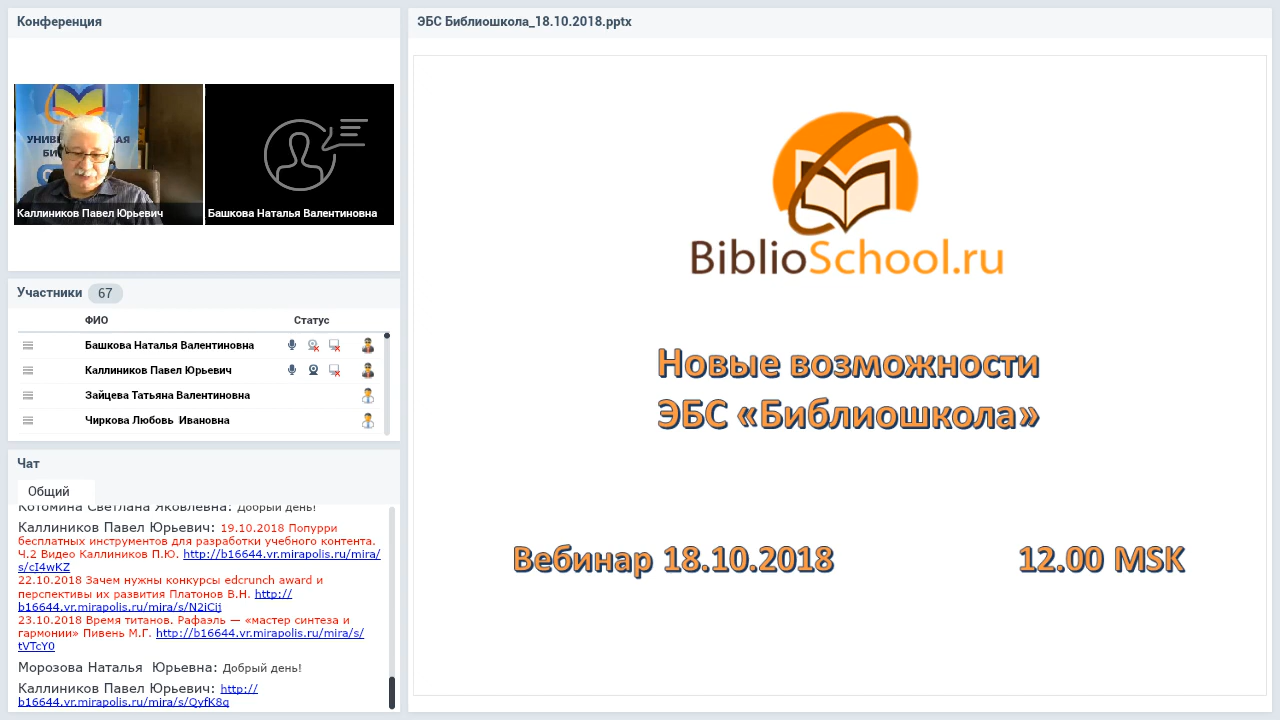 Конференция
УНИВЕ
СКАЯ
БИ
Каллиников Павел Юрьевич
Башкова Наталья Валентиновна
Участники 67
ФИО Статус
Башкова Наталья Валентиновна
Каллиников Павел Юрьевич
Зайцева Татьяна Валентиновна
Чиркова Любовь Ивановна
Чат
Общий
Котомина Светлана Яковлевна: Добрый день!
Каллиников Павел Юрьевич: 19.10.2018 Попурри
бесплатных инструментов для разработки учебного контента.
Ч.2 Видео Каллиников П.Ю. http://b16644.vr.mirapolis.ru/mira/
s/cI4wKZ
22.10.2018 Зачем нужны конкурсы edcrunch award и
перспективы их развития Платонов В.Н. http://
b16644.vr.mirapolis.ru/mira/s/N2iCij
23.10.2018 Время титанов. Рафаэль — «мастер синтеза и
гармонии» Пивень М.Г. http://b16644.vr.mirapolis.ru/mira/s/
tVTcY0
Морозова Наталья Юрьевна: Добрый день!
Каллиников Павел Юрьевич: http://
b16644.vr.mirapolis.ru/mira/s/QyfK8q
ЭБС Библиошкола_18.10.2018.pptx
BiblioSchool.ru
Новые возможности
ЭБС «Библиошкола»
Вебинар 18.10.2018 12.00 MSK